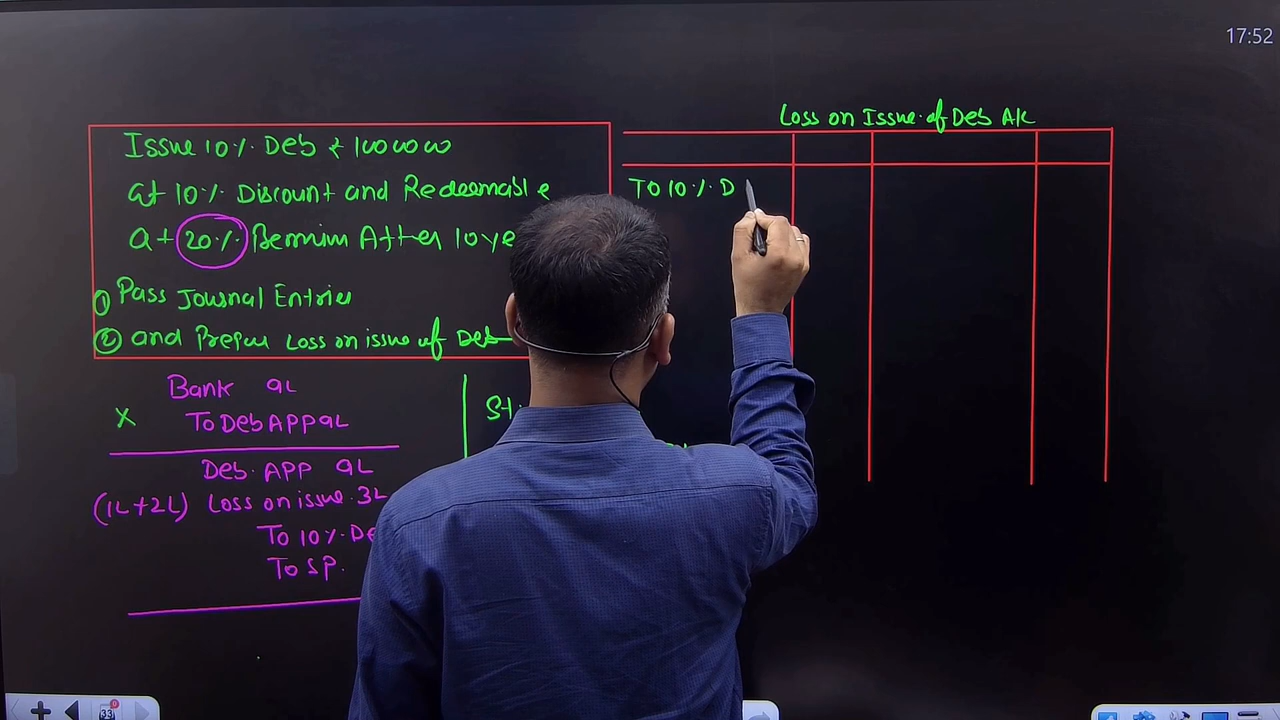 17:52
Issue 10% Deb ₹ 1000000
at 10% Discount and Redeemable
at 20% Premium After 10 ye
① Pass Journal Entries
② and Prepare Loss on issue of Deb
Bank a/c
X To Deb APP a/c
Deb. APP a/c
(1L+2L) Loss on issue. 3L
To 10% De
To SP.
St
Loss on Issue of Deb A/c
To 10% D